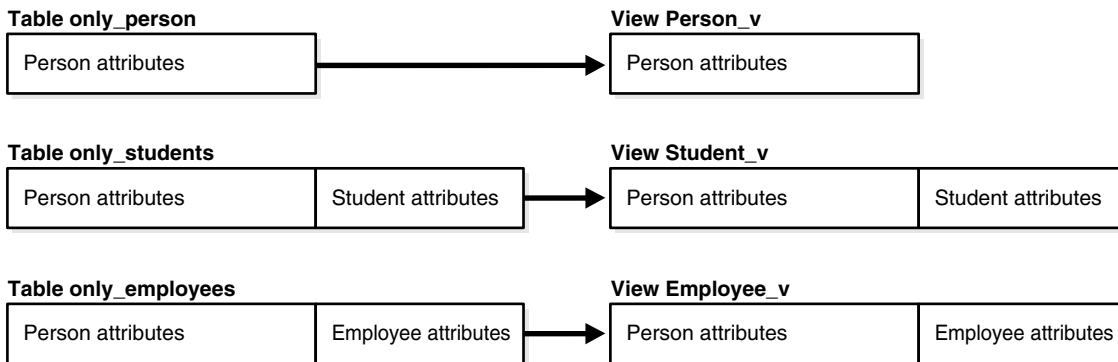 Table only_person View Person_v
Person attributes Person attributes
Table only_students View Student_v
Person attributes Student attributes Person attributes Student attributes
Table only_employees View Employee_v
Person attributes Employee attributes Person attributes Employee attributes